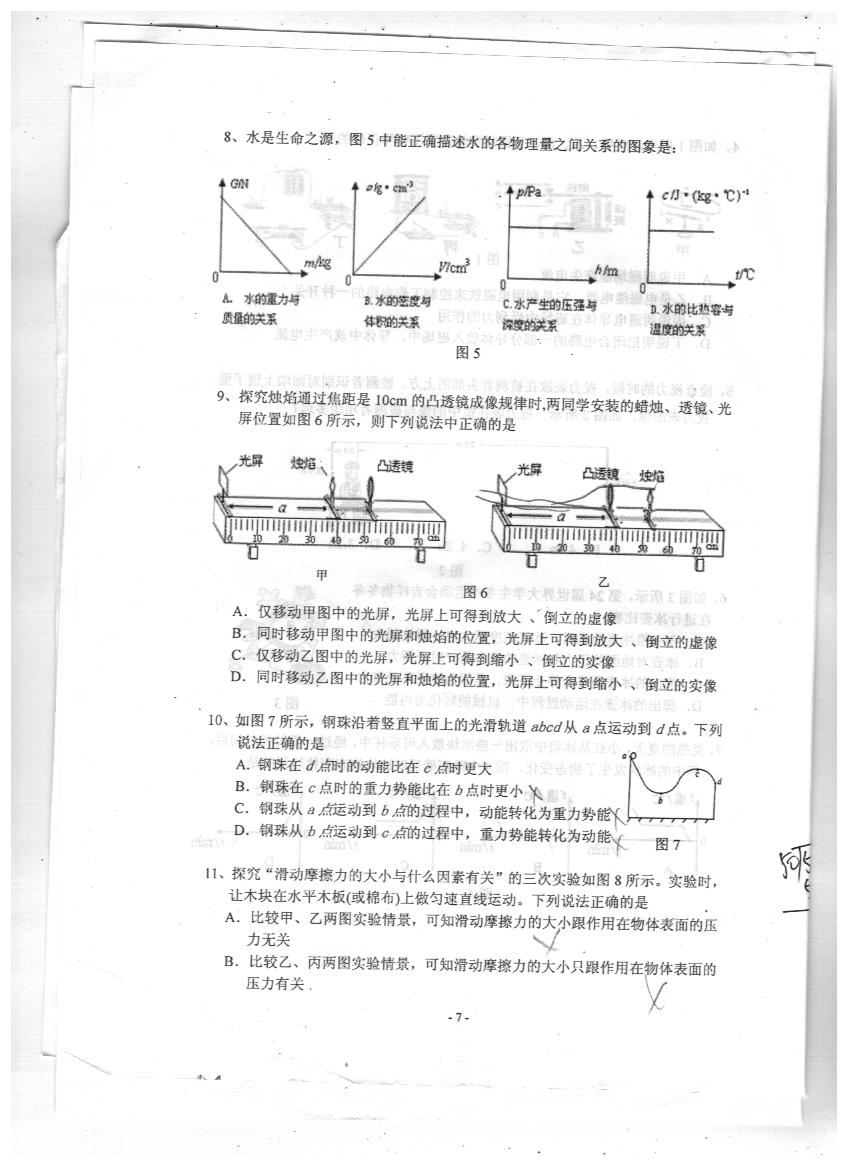 8、水是生命之源，图 5 中能正确描述水的各物理量之间关系的图象是：
G/N
m/kg
0
A. 水的重力与
质量的关系
ρ/g·cm⁻³
V/cm³
0
B.水的密度与
体积的关系
p/Pa
h/m
0
C.水产生的压强与
深度的关系
c/J·(kg·℃)⁻¹
t/℃
0
D.水的比热容与
温度的关系
图 5
9、探究烛焰通过焦距是 10cm 的凸透镜成像规律时,两同学安装的蜡烛、透镜、光
屏位置如图 6 所示，则下列说法中正确的是
光屏 烛焰 凸透镜
a
0 10 20 30 40 50 60 70 cm
甲
光屏 凸透镜 烛焰
a
0 10 20 30 40 50 60 70 cm
乙
图 6
A．仅移动甲图中的光屏，光屏上可得到放大 、倒立的虚像
B．同时移动甲图中的光屏和烛焰的位置，光屏上可得到放大 、倒立的虚像
C．仅移动乙图中的光屏，光屏上可得到缩小 、倒立的实像
D．同时移动乙图中的光屏和烛焰的位置，光屏上可得到缩小 、倒立的实像
10、如图 7 所示，钢珠沿着竖直平面上的光滑轨道 abcd 从 a 点运动到 d 点。下列
说法正确的是
A．钢珠在 d 点时的动能比在 c 点时更大
B．钢珠在 c 点时的重力势能比在 b 点时更小
C．钢珠从 a 点运动到 b 点的过程中，动能转化为重力势能
D．钢珠从 b 点运动到 c 点的过程中，重力势能转化为动能
a
b
c
d
图 7
11、探究“滑动摩擦力的大小与什么因素有关”的三次实验如图 8 所示。实验时，
让木块在水平木板(或棉布)上做匀速直线运动。下列说法正确的是
A．比较甲、乙两图实验情景，可知滑动摩擦力的大小跟作用在物体表面的压
力无关
B．比较乙、丙两图实验情景，可知滑动摩擦力的大小只跟作用在物体表面的
压力有关．
- 7 -